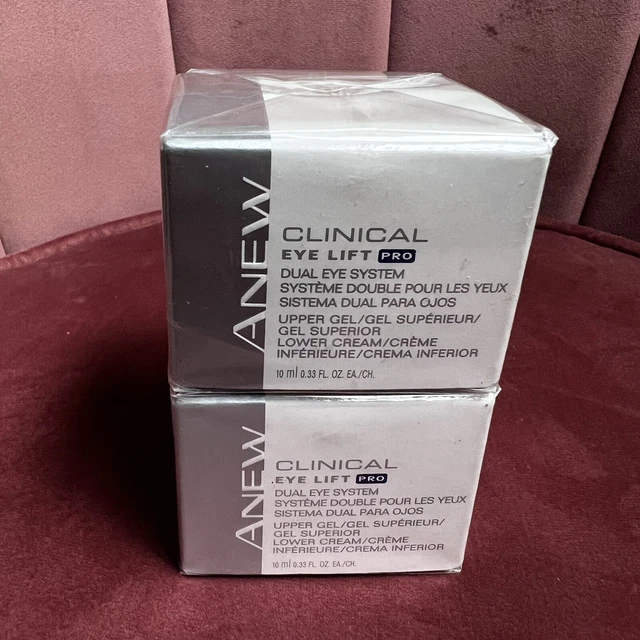 ANEW
CLINICAL
EYE LIFT PRO
DUAL EYE SYSTEM
SYSTÈME DOUBLE POUR LES YEUX
SISTEMA DUAL PARA OJOS
UPPER GEL/GEL SUPÉRIEUR/
GEL SUPERIOR
LOWER CREAM/CRÈME
INFÉRIEURE/CREMA INFERIOR
10 ml 0.33 FL. OZ. EA./CH.
ANEW
CLINICAL
EYE LIFT PRO
DUAL EYE SYSTEM
SYSTÈME DOUBLE POUR LES YEUX
SISTEMA DUAL PARA OJOS
UPPER GEL/GEL SUPÉRIEUR/
GEL SUPERIOR
LOWER CREAM/CRÈME
INFÉRIEURE/CREMA INFERIOR
10 ml 0.33 FL. OZ. EA./CH.